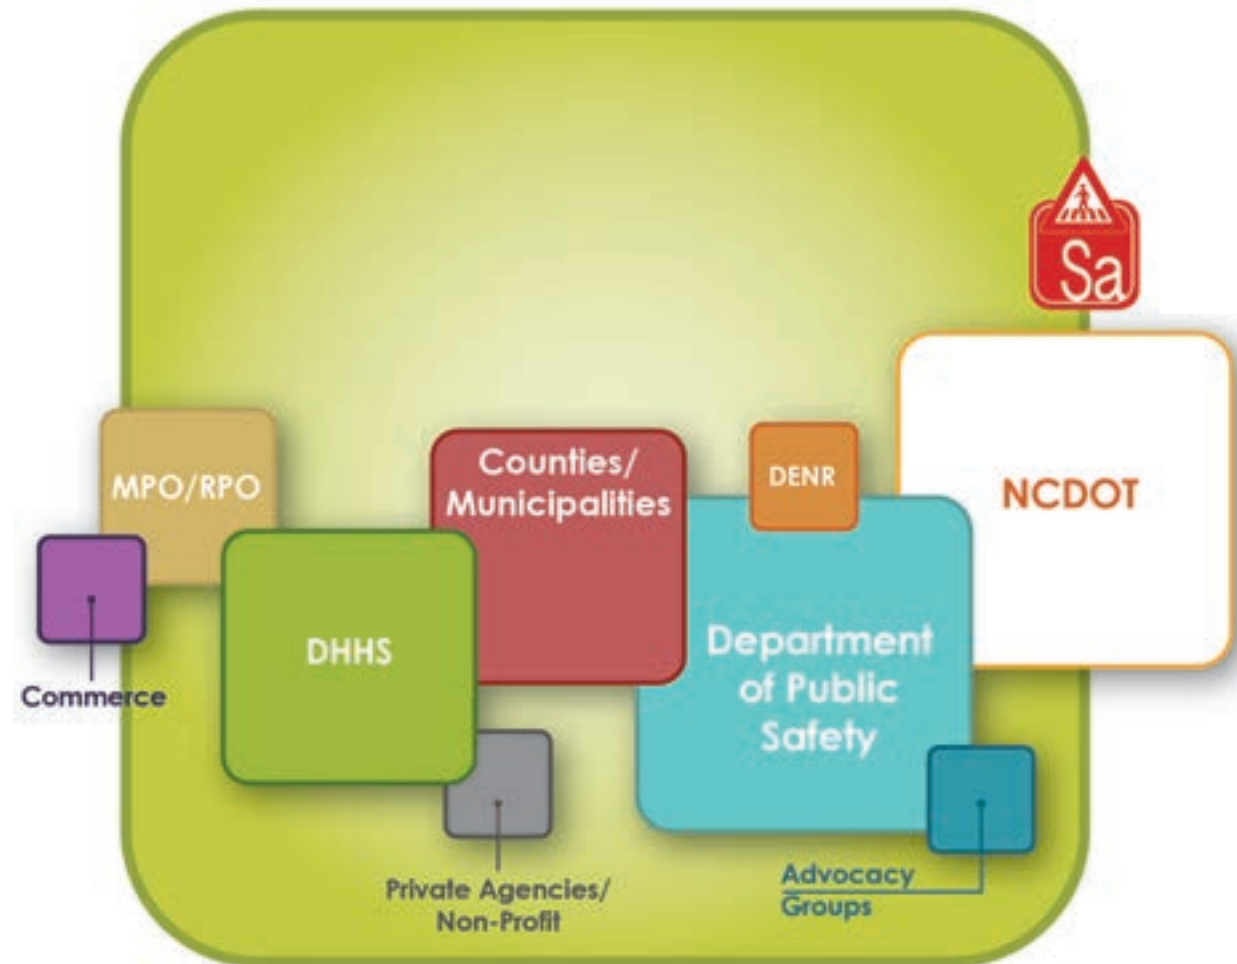 Sa
MPO/RPO
Counties/
Municipalities
DENR
NCDOT
DHHS
Department
of Public
Safety
Commerce
Private Agencies/
Non-Profit
Advocacy
Groups